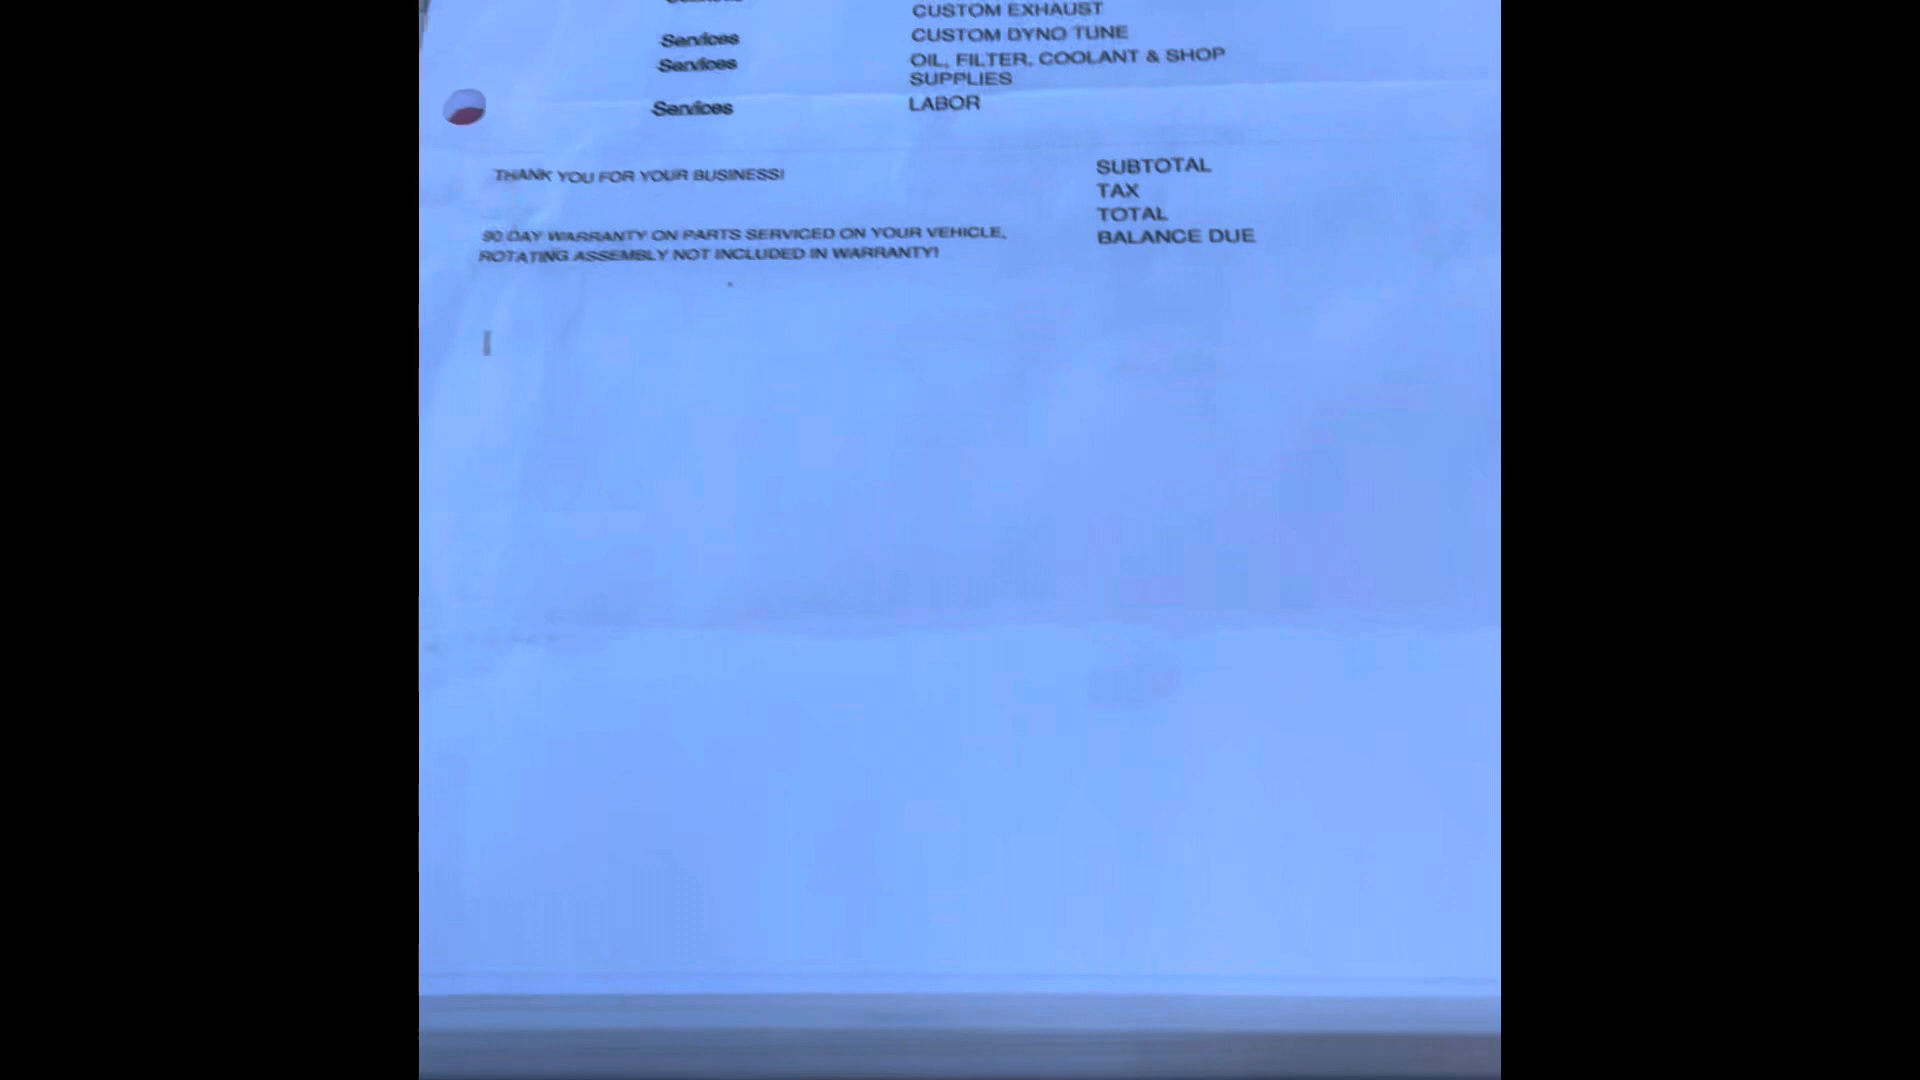 CUSTOM EXHAUST
Services CUSTOM DYNO TUNE
Services OIL, FILTER, COOLANT & SHOP
SUPPLIES
Services LABOR
THANK YOU FOR YOUR BUSINESS!
SUBTOTAL
TAX
TOTAL
BALANCE DUE
90 DAY WARRANTY ON PARTS SERVICED ON YOUR VEHICLE,
ROTATING ASSEMBLY NOT INCLUDED IN WARRANTY!